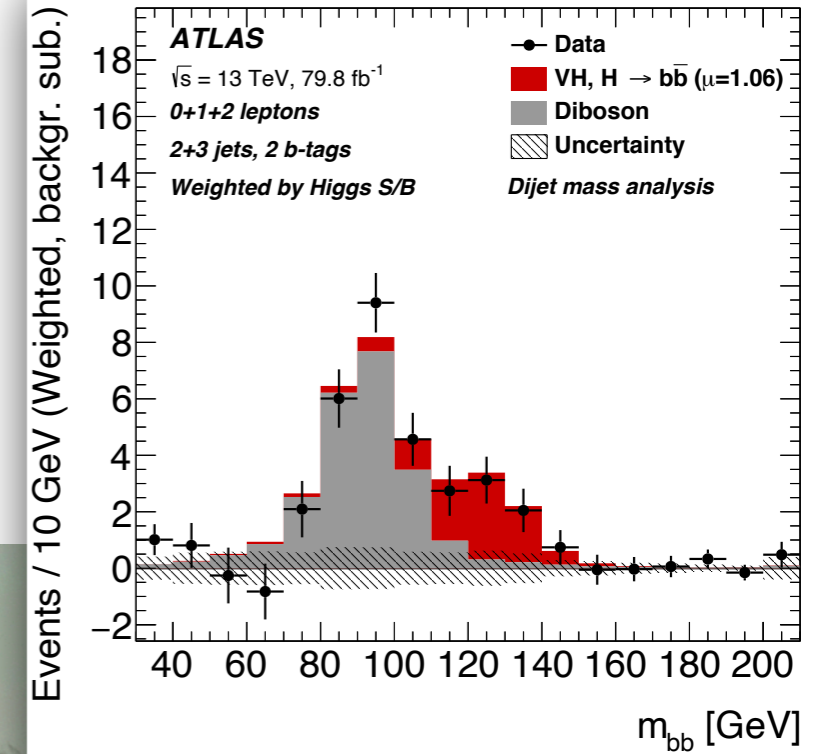 Events / 10 GeV (Weighted, backgr. sub.)
18
16
14
12
10
8
6
4
2
0
−2
ATLAS
√s = 13 TeV, 79.8 fb⁻¹
0+1+2 leptons
2+3 jets, 2 b-tags
Weighted by Higgs S/B
Data
VH, H → bb̅ (μ=1.06)
Diboson
Uncertainty
Dijet mass analysis
40 60 80 100 120 140 160 180 200
m_bb [GeV]